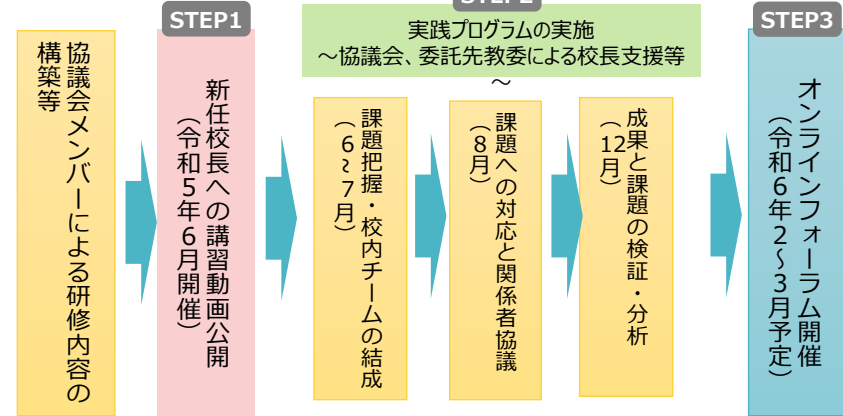 協議会メンバーによる研修内容の
構築等
STEP1
新任校長への講習動画公開
（令和５年６月開催）
STEP2
実践プログラムの実施
～協議会、委託先教委による校長支援等
～
課題把握・校内チームの結成
（６～７月）
課題への対応と関係者協議
（８月）
成果と課題の検証・分析
（12月）
STEP3
オンラインフォーラム開催
（令和６年２～３月予定）